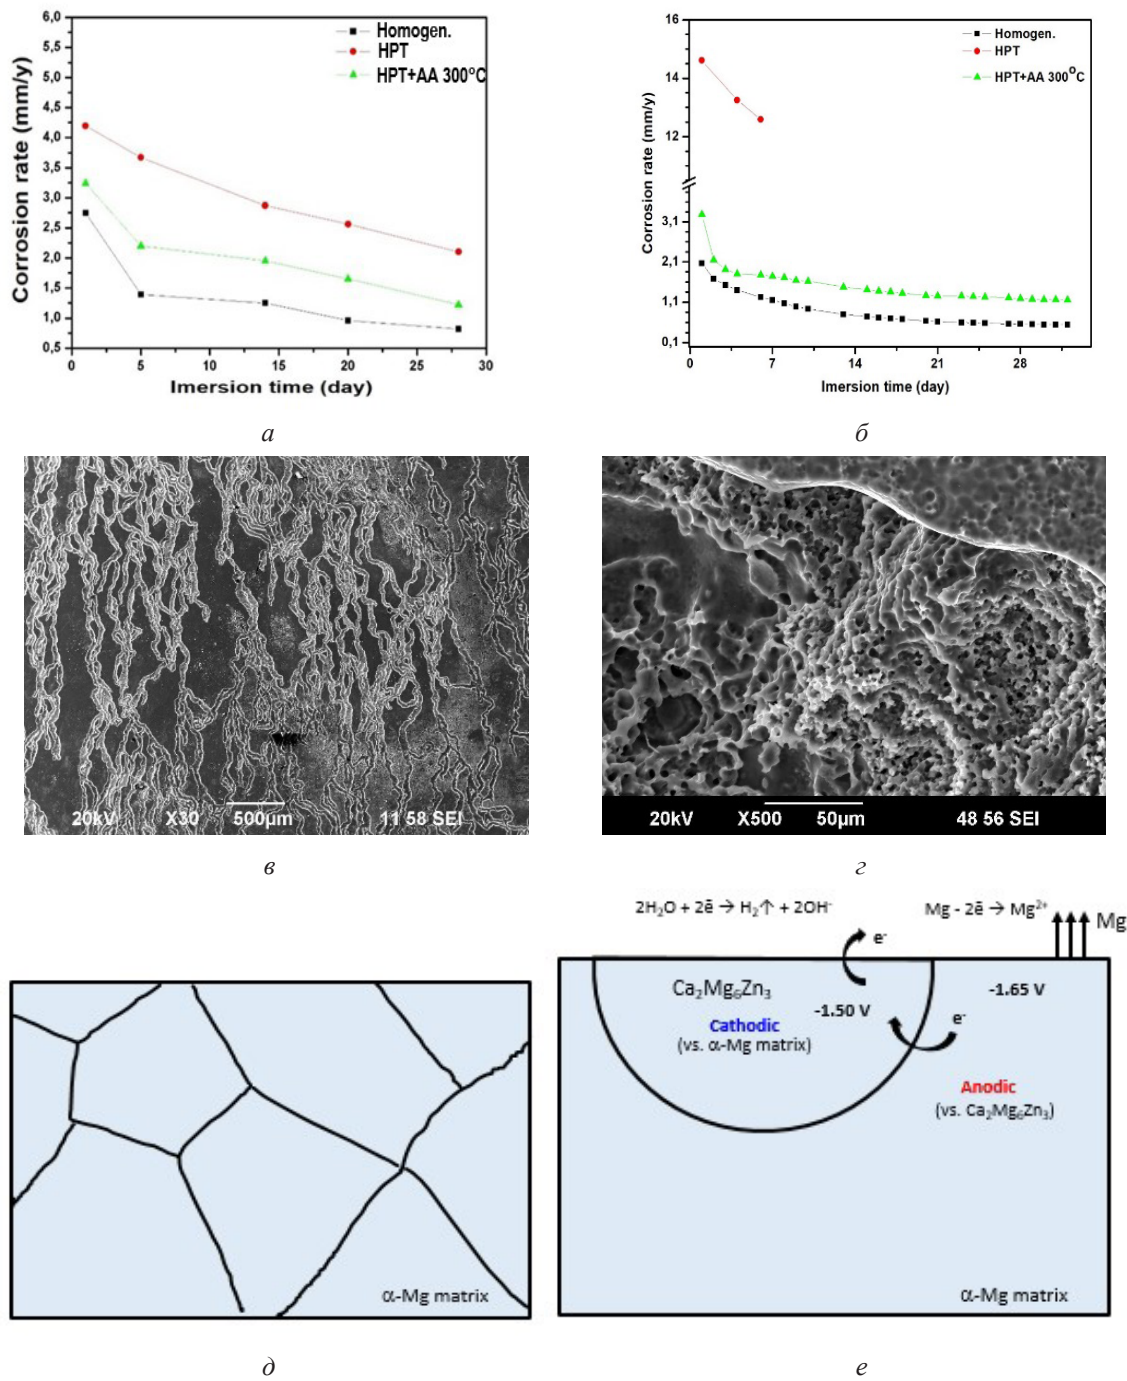 6,0
5,5
5,0
4,5
4,0
3,5
3,0
2,5
2,0
1,5
1,0
0,5
0 5 10 15 20 25 30
Corrosion rate (mm/y)
Imersion time (day)
Homogen.
HPT
HPT+AA 300°C
а
16
14
12
3,1
2,1
1,1
0,1
0 7 14 21 28
Corrosion rate (mm/y)
Imersion time (day)
Homogen.
HPT
HPT+AA 300°C
б
20kV X30 500µm 11 58 SEI
в
20kV X500 50µm 48 56 SEI
г
α-Mg matrix
д
2H₂O + 2ē → H₂↑ + 2OH⁻
Mg - 2ē → Mg²⁺
Mg
e⁻
Ca₂Mg₆Zn₃
-1.50 V
-1.65 V
Cathodic
(vs. α-Mg matrix)
e⁻
Anodic
(vs. Ca₂Mg₆Zn₃)
α-Mg matrix
е